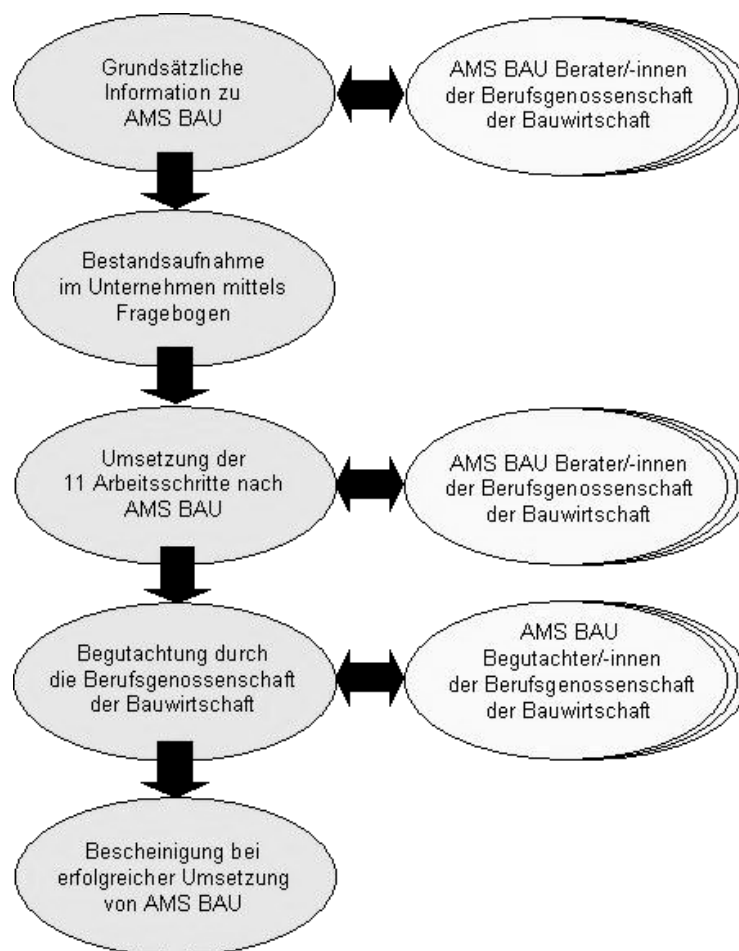 Grundsätzliche
Information zu
AMS BAU
AMS BAU Berater/-innen
der Berufsgenossenschaft
der Bauwirtschaft
Bestandsaufnahme
im Unternehmen mittels
Fragebogen
Umsetzung der
11 Arbeitsschritte nach
AMS BAU
AMS BAU Berater/-innen
der Berufsgenossenschaft
der Bauwirtschaft
Begutachtung durch
die Berufsgenossenschaft
der Bauwirtschaft
AMS BAU
Begutachter/-innen
der Berufsgenossenschaft
der Bauwirtschaft
Bescheinigung bei
erfolgreicher Umsetzung
von AMS BAU